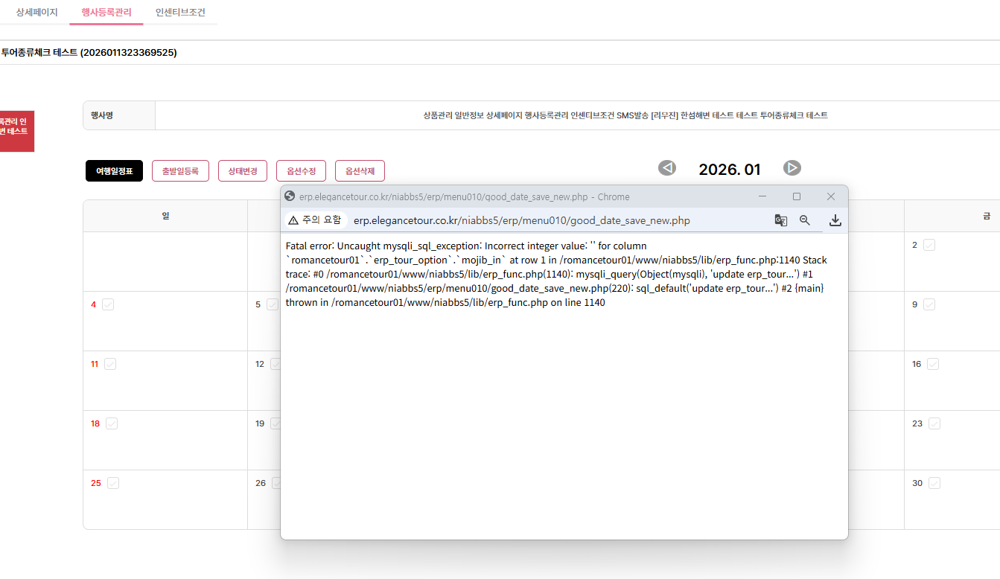 상세페이지 행사등록관리 인센티브조건
투어종류체크 테스트 (2026011323369525)
행사명 상품관리 일반정보 상세페이지 행사등록관리 인센티브조건 SMS발송 [리무진] 한섬해변 테스트 테스트 투어종류체크 테스트
록관리 인
변 테스트
여행일정표 출발일등록 상태변경 옵션수정 옵션삭제 2026. 01
erp.elegancetour.co.kr/niabbs5/erp/menu010/good_date_save_new.php - Chrome
주의 요함 erp.elegancetour.co.kr/niabbs5/erp/menu010/good_date_save_new.php
Fatal error: Uncaught mysqli_sql_exception: Incorrect integer value: '' for column
`romancetour01`.`erp_tour_option`.`mojib_in` at row 1 in /romancetour01/www/niabbs5/lib/erp_func.php:1140 Stack
trace: #0 /romancetour01/www/niabbs5/lib/erp_func.php(1140): mysqli_query(Object(mysqli), 'update erp_tour...') #1
/romancetour01/www/niabbs5/erp/menu010/good_date_save_new.php(220): sql_default('update erp_tour...') #2 {main}
thrown in /romancetour01/www/niabbs5/lib/erp_func.php on line 1140
일 금
2
4 5 9
11 12 16
18 19 23
25 26 30